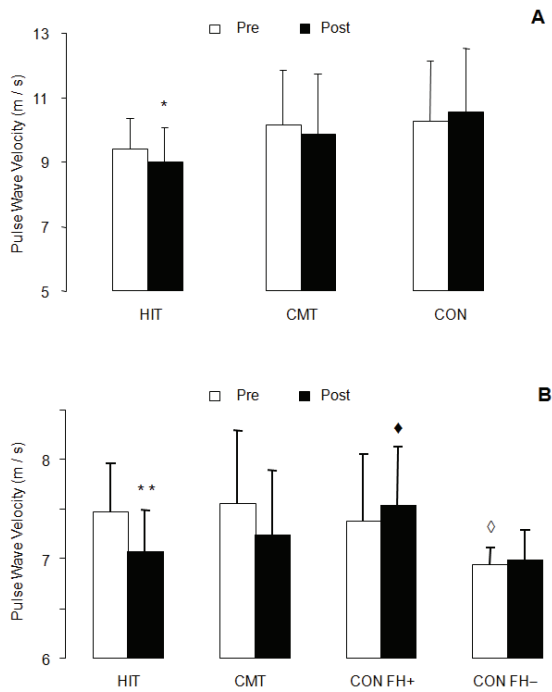 A
Pre Post
13
11
9
7
5
Pulse Wave Velocity (m / s)
*
HIT CMT CON
B
Pre Post
8
7
6
Pulse Wave Velocity (m / s)
* *
♦
◊
HIT CMT CON FH+ CON FH–